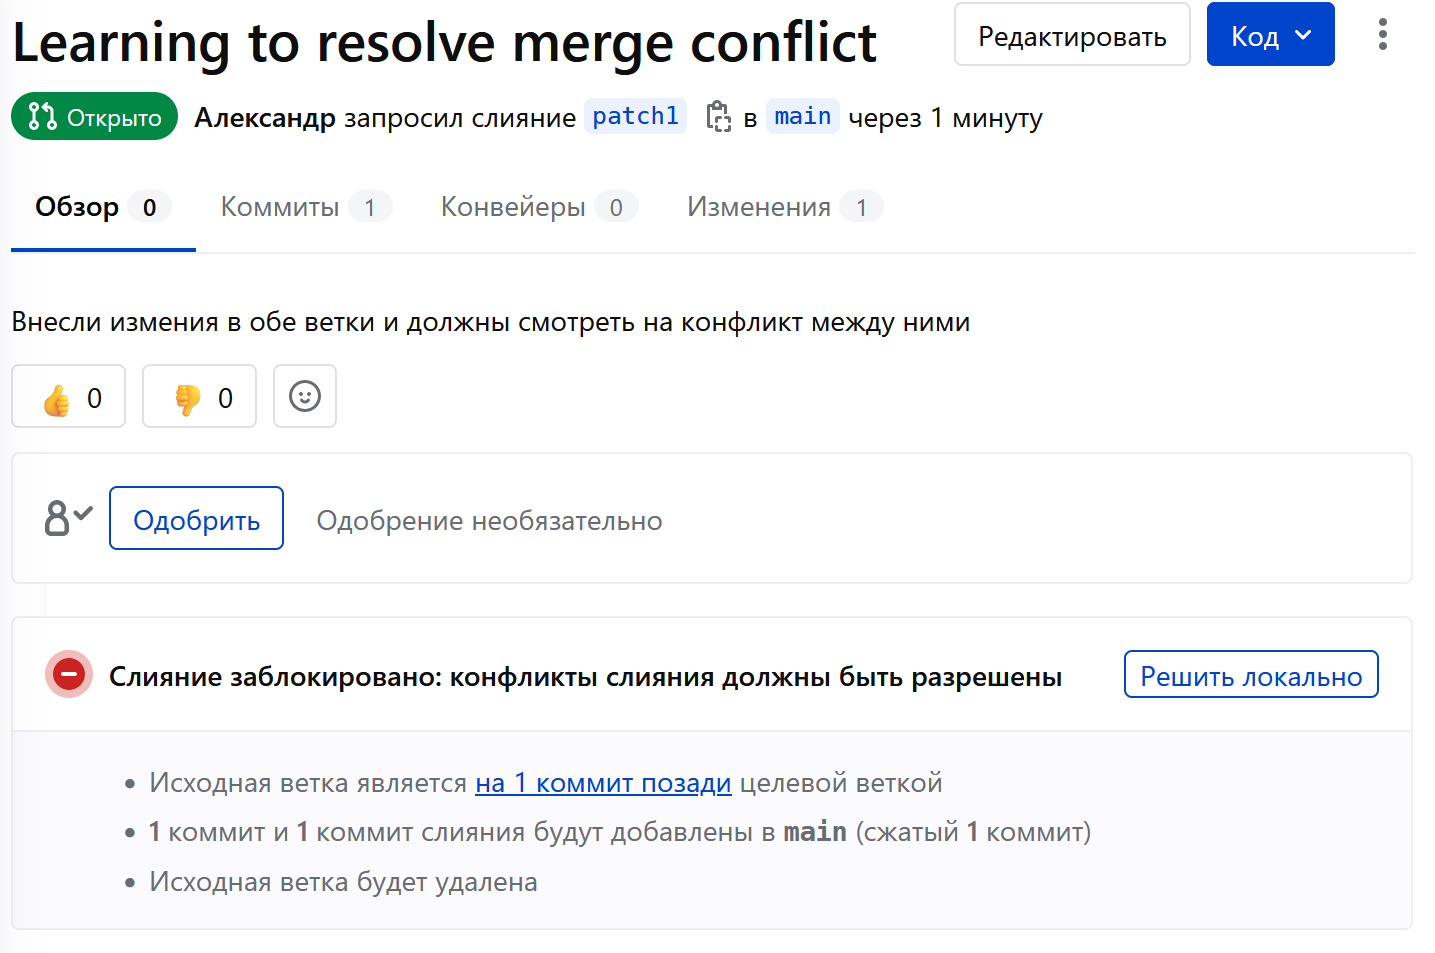 Learning to resolve merge conflict
Редактировать
Код
Открыто
Александр запросил слияние patch1 в main через 1 минуту
Обзор 0 Коммиты 1 Конвейеры 0 Изменения 1
Внесли измения в обе ветки и должны смотреть на конфликт между ними
👍 0 👎 0
Одобрить Одобрение необязательно
Слияние заблокировано: конфликты слияния должны быть разрешены
Решить локально
Исходная ветка является на 1 коммит позади целевой веткой
1 коммит и 1 коммит слияния будут добавлены в main (сжатый 1 коммит)
Исходная ветка будет удалена